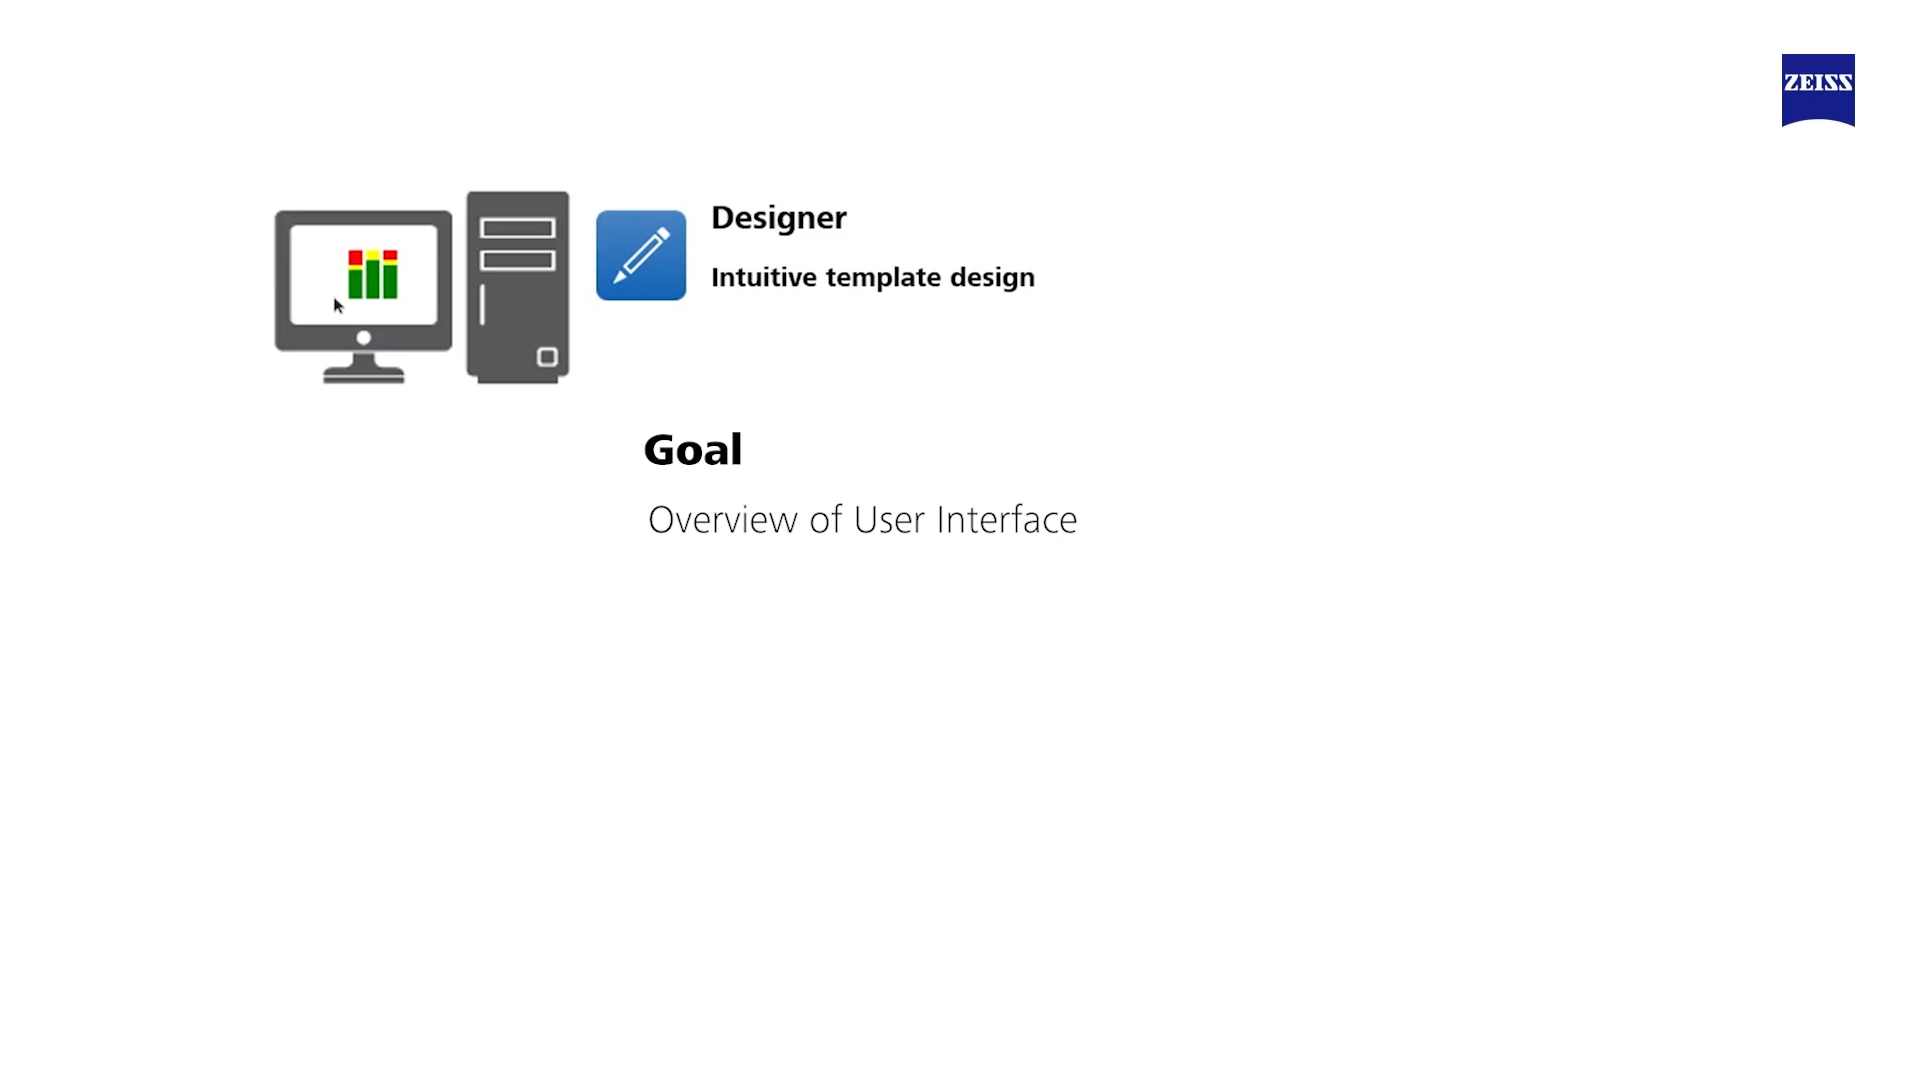 ZEISS
Designer
Intuitive template design
Goal
Overview of User Interface